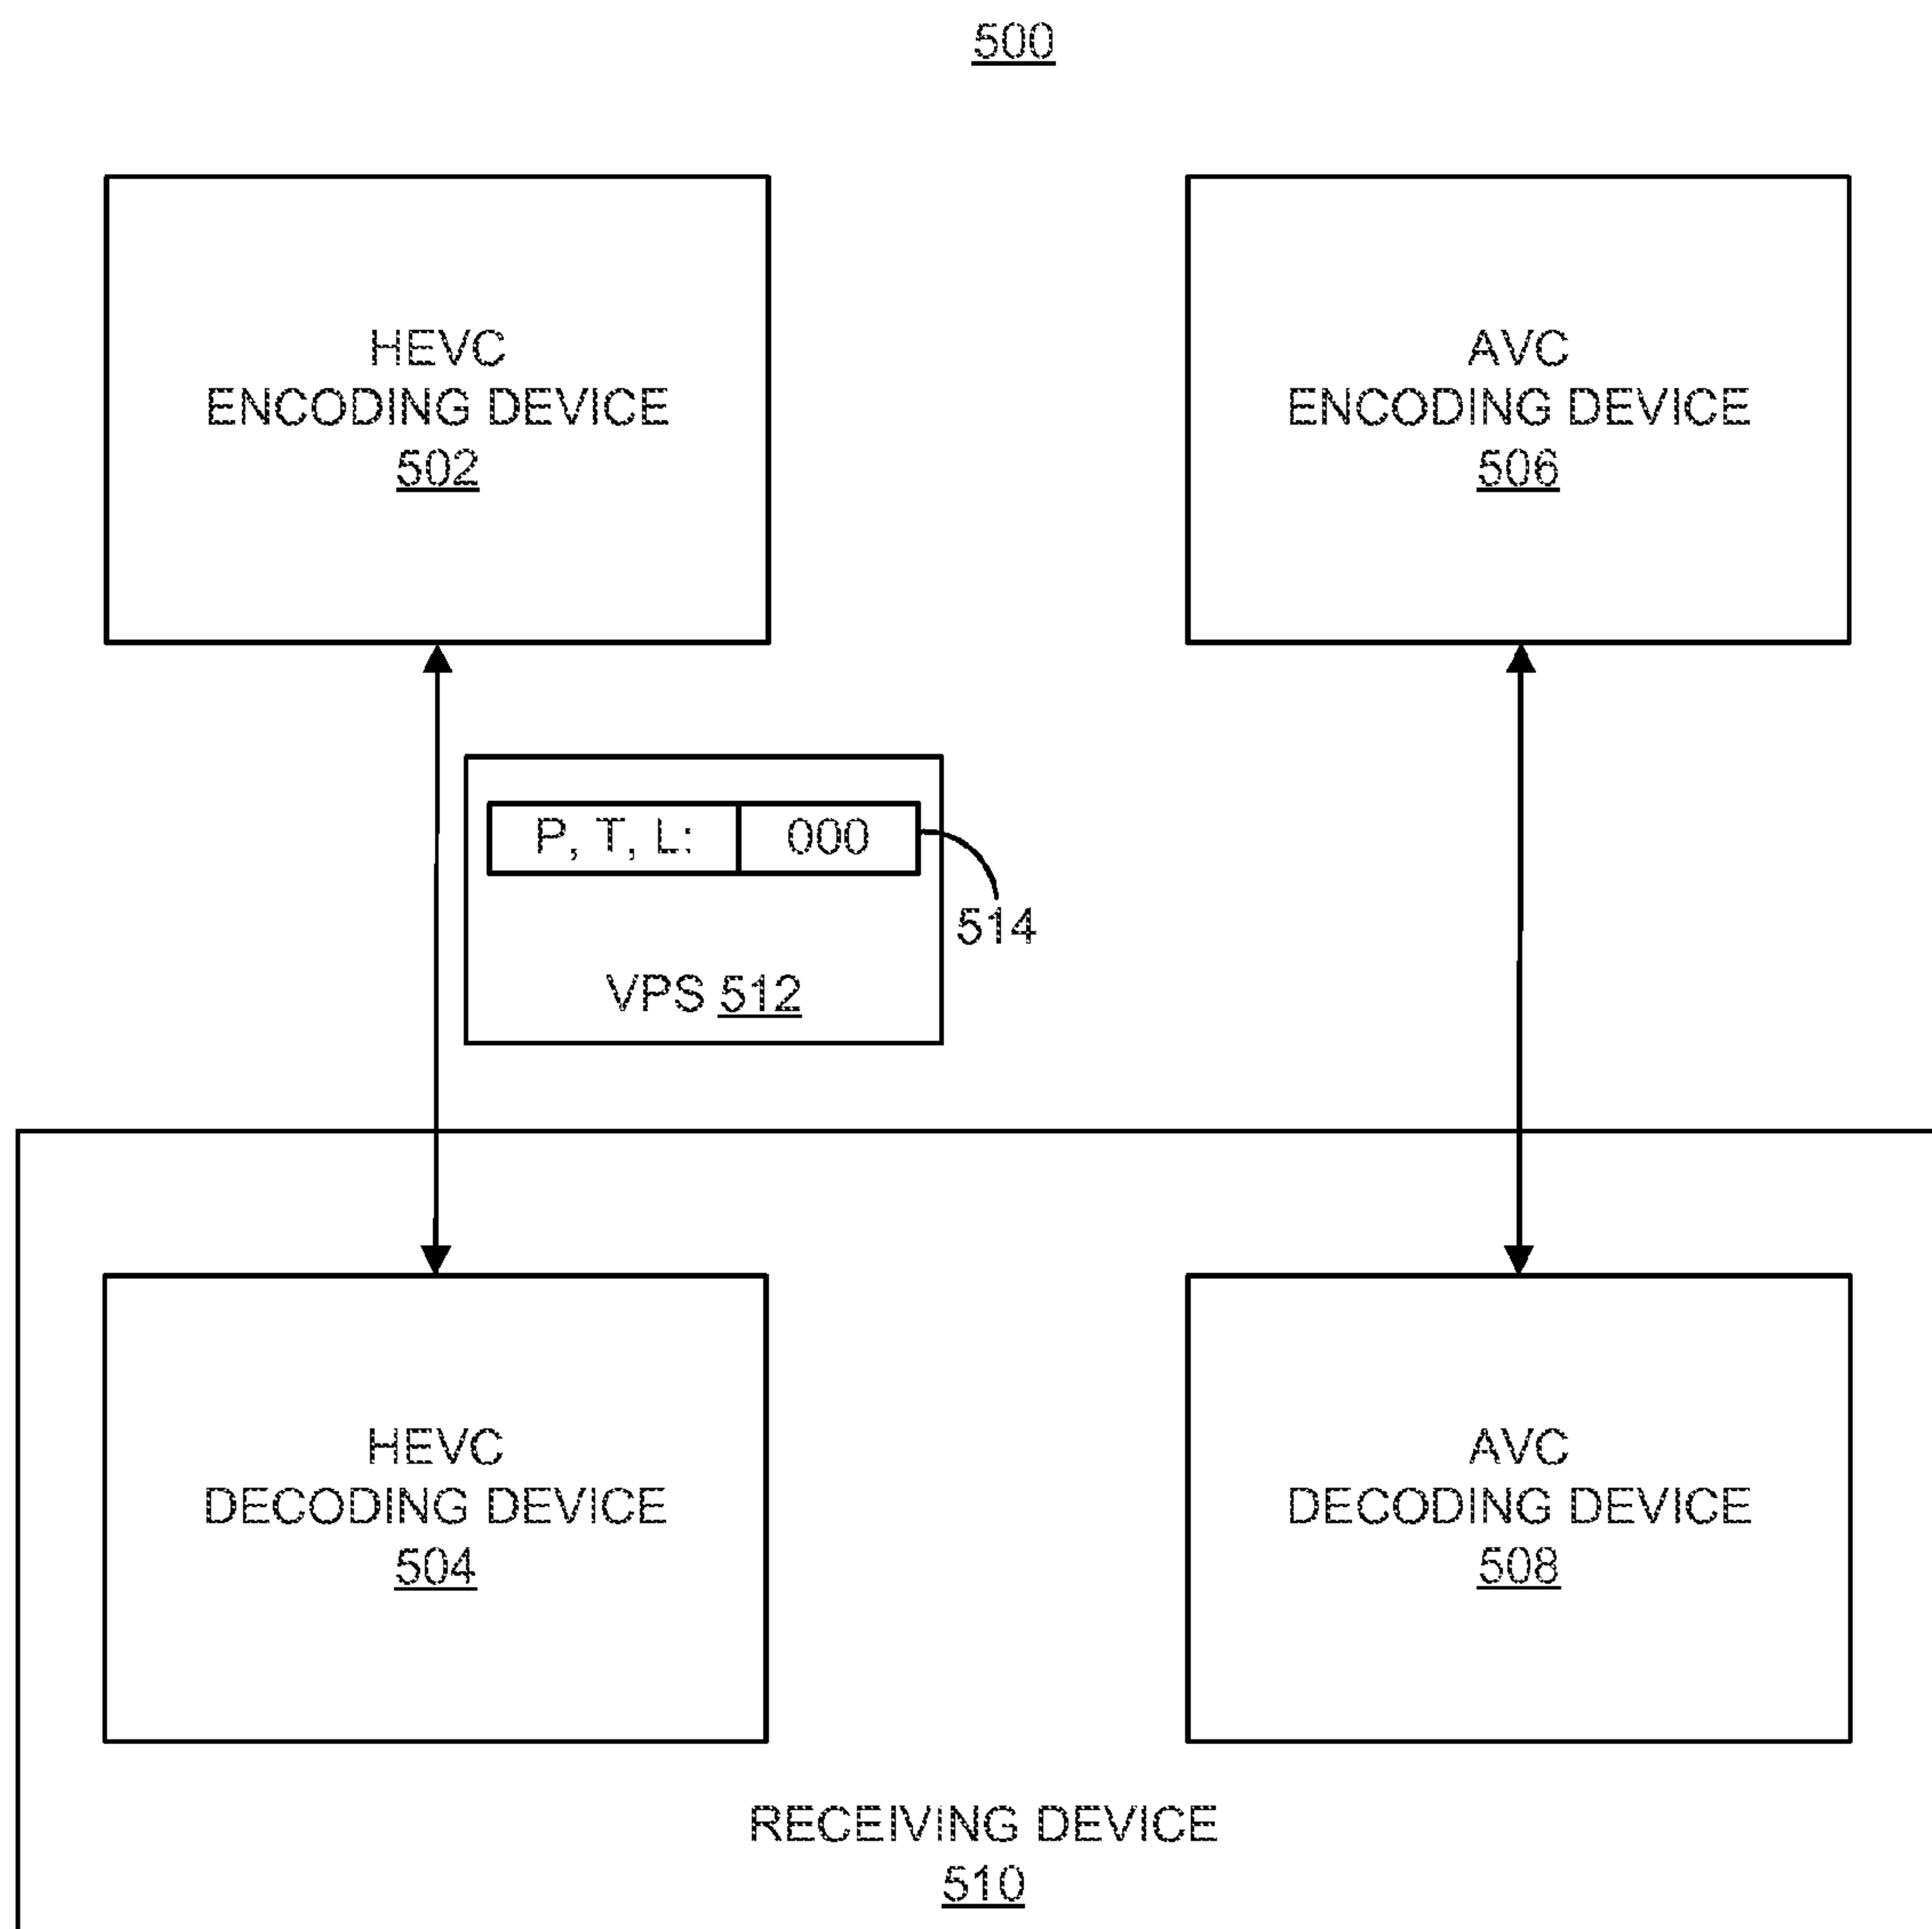 500
HEVC
ENCODING DEVICE
502
AVC
ENCODING DEVICE
506
P, T, L: 000
514
VPS 512
HEVC
DECODING DEVICE
504
AVC
DECODING DEVICE
508
RECEIVING DEVICE
510